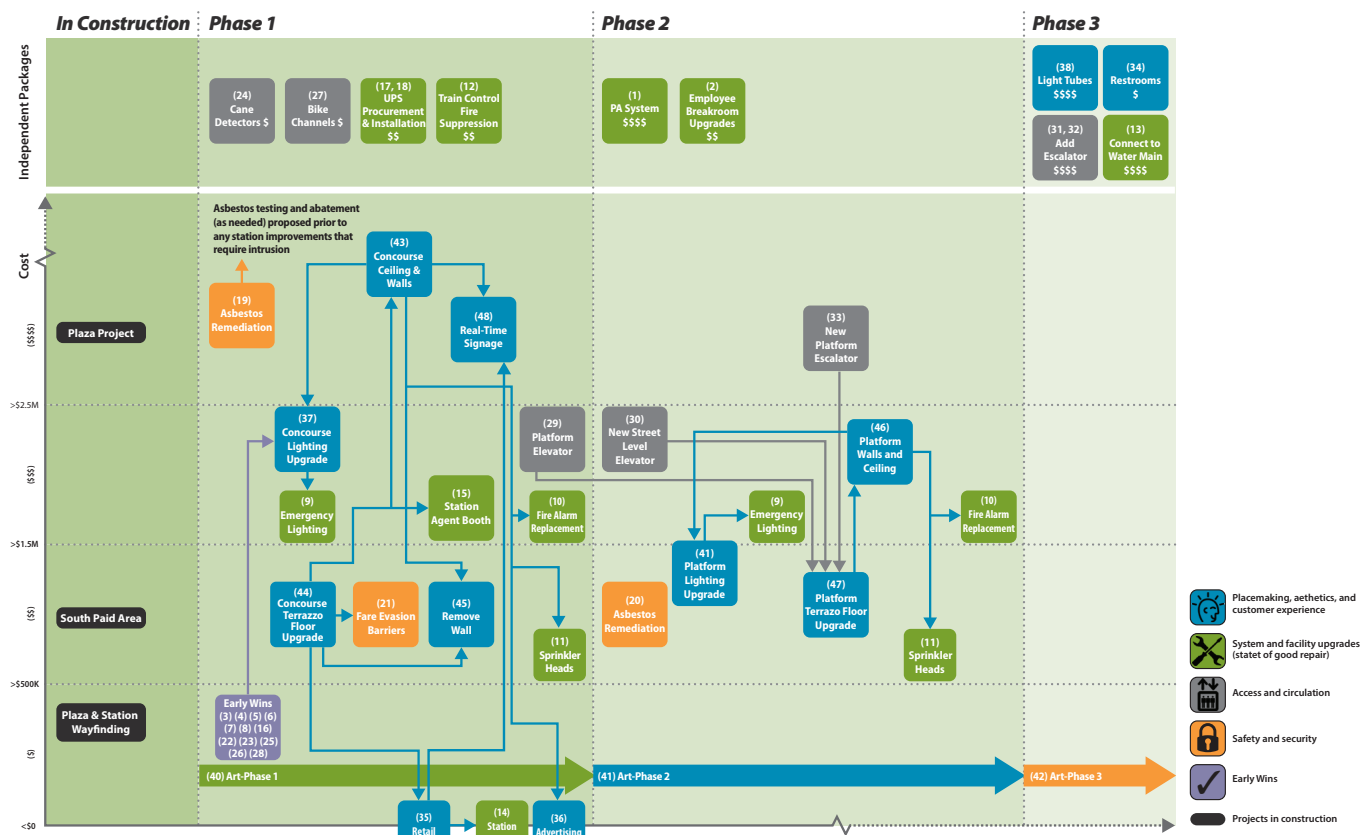 In Construction
Phase 1
Phase 2
Phase 3
Independent Packages
(24)
Cane
Detectors $
(27)
Bike
Channels $
(17, 18)
UPS
Procurement
& Installation
$$
(12)
Train Control
Fire
Suppression
$$
(1)
PA System
$$$$
(2)
Employee
Breakroom
Upgrades
$$
(38)
Light Tubes
$$$$
(34)
Restrooms
$
(31, 32)
Add
Escalator
$$$$
(13)
Connect to
Water Main
$$$$
Cost
($$$$)
>$2.5M
($$$)
>$1.5M
($$)
>$500K
($)
<$0
Plaza Project
South Paid Area
Plaza & Station
Wayfinding
Asbestos testing and abatement
(as needed) proposed prior to
any station improvements that
require intrusion
(19)
Asbestos
Remediation
(43)
Concourse
Ceiling &
Walls
(48)
Real-Time
Signage
(37)
Concourse
Lighting
Upgrade
(9)
Emergency
Lighting
(15)
Station
Agent Booth
(29)
Platform
Elevator
(10)
Fire Alarm
Replacement
(44)
Concourse
Terrazzo
Floor
Upgrade
(21)
Fare Evasion
Barriers
(45)
Remove
Wall
(11)
Sprinkler
Heads
Early Wins
(3) (4) (5) (6)
(7) (8) (16)
(22) (23) (25)
(26) (28)
(33)
New
Platform
Escalator
(30)
New Street
Level
Elevator
(46)
Platform
Walls and
Ceiling
(9)
Emergency
Lighting
(10)
Fire Alarm
Replacement
(41)
Platform
Lighting
Upgrade
(20)
Asbestos
Remediation
(47)
Platform
Terrazo Floor
Upgrade
(11)
Sprinkler
Heads
(40) Art-Phase 1
(41) Art-Phase 2
(42) Art-Phase 3
(35)
Retail
(14)
Station
(36)
Advertising
Placemaking, aethetics, and
customer experience
System and facility upgrades
(statet of good repair)
Access and circulation
Safety and security
Early Wins
Projects in construction